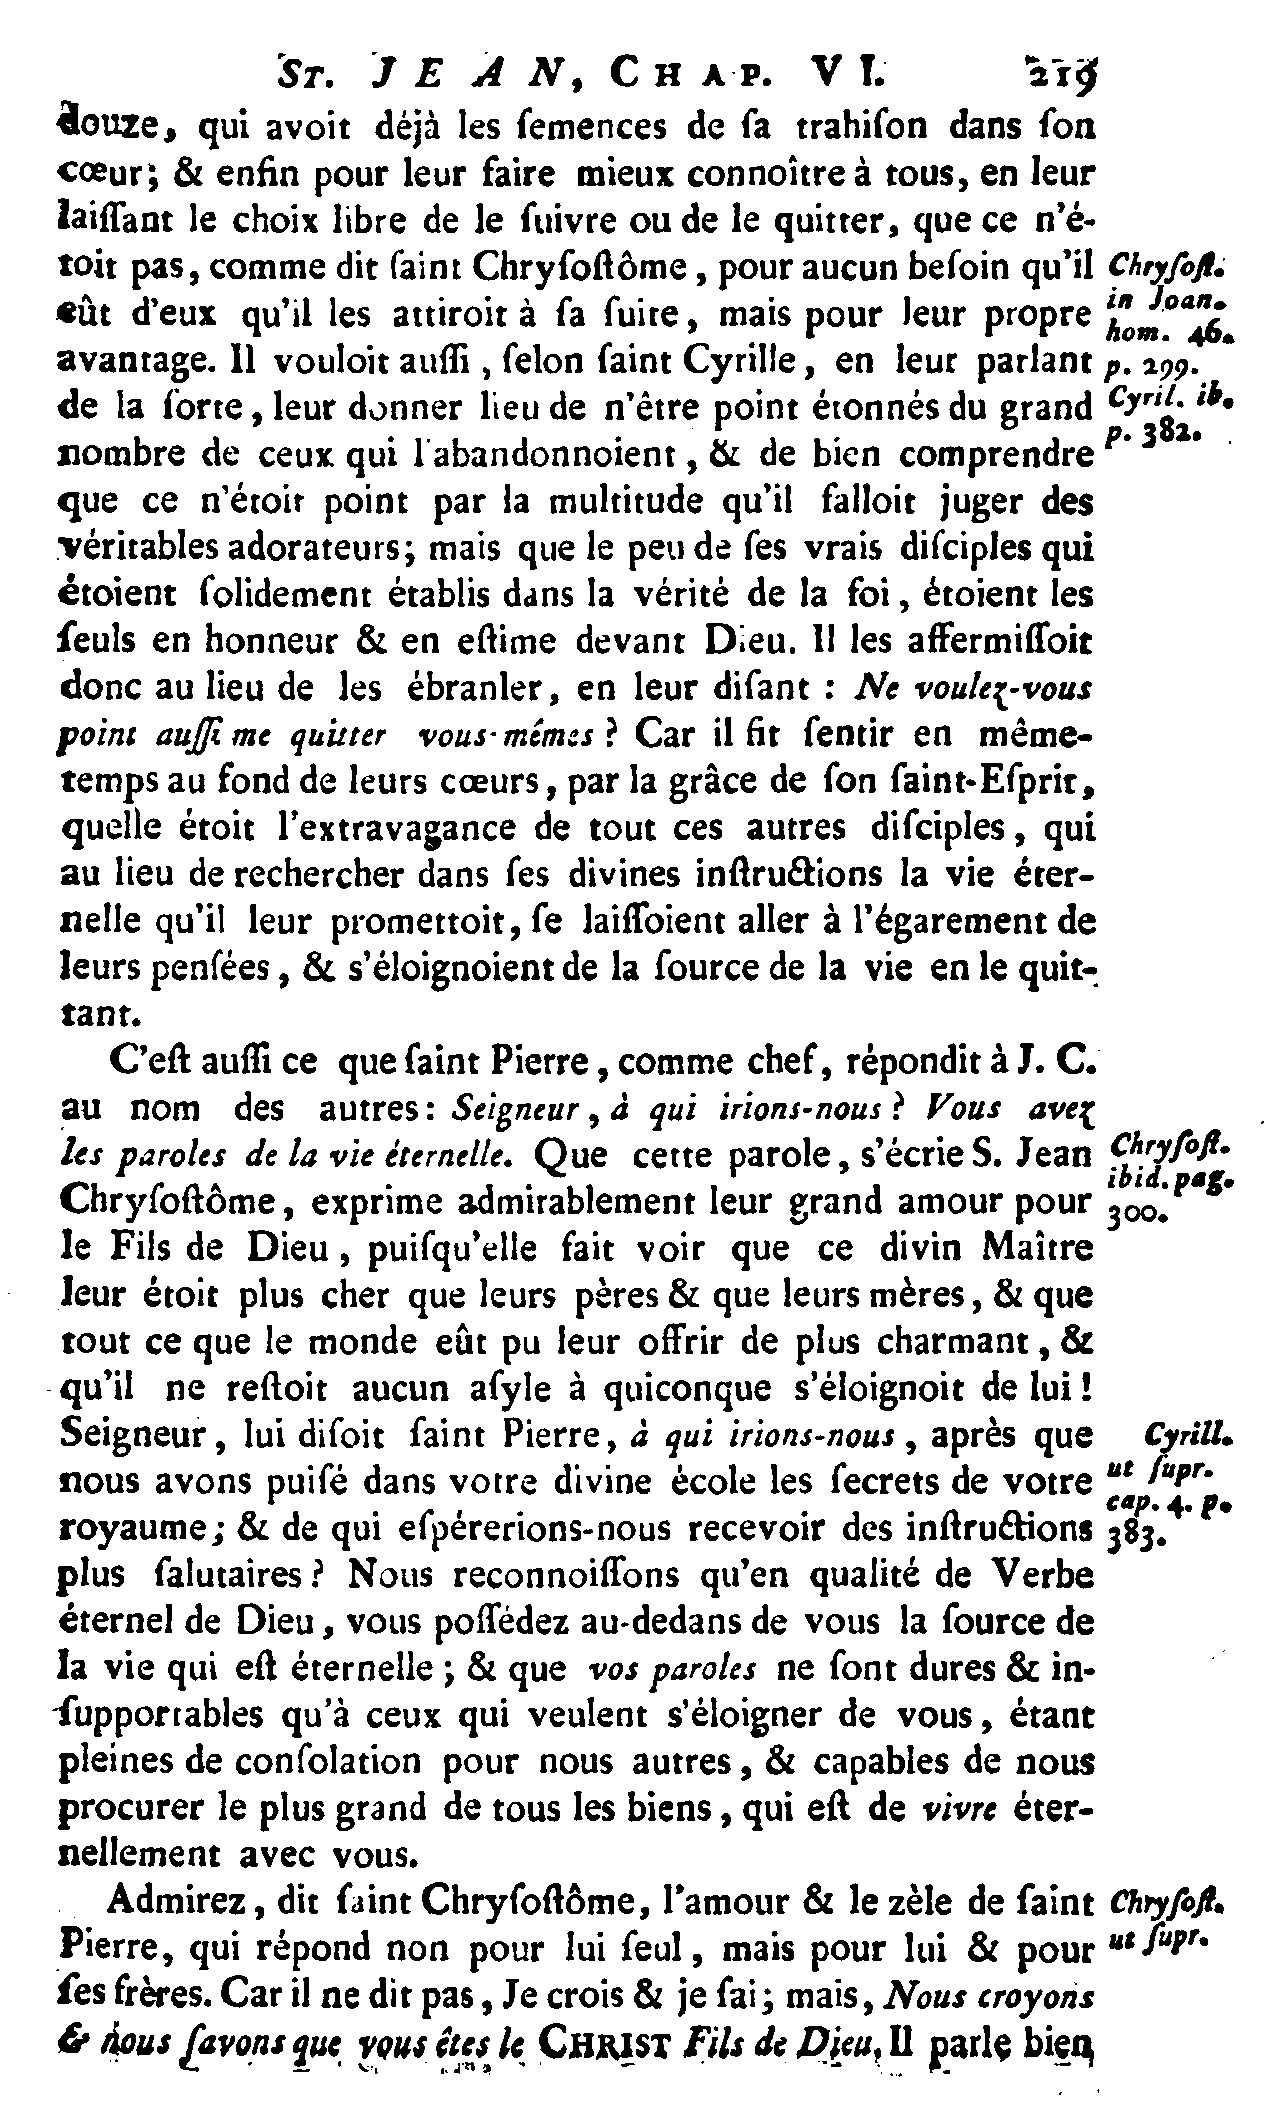 ST. JEAN, CHAP. VI. 219
douze, qui avoit déjà les ſemences de ſa trahiſon dans ſon
cœur; & enfin pour leur faire mieux connoître à tous, en leur
laiſſant le choix libre de le ſuivre ou de le quitter, que ce n'é-
toit pas, comme dit ſaint Chryſoſtôme, pour aucun beſoin qu'il
eût d'eux qu'il les attiroit à ſa ſuite, mais pour leur propre
avantage. Il vouloit auſſi, ſelon ſaint Cyrille, en leur parlant
de la ſorte, leur donner lieu de n'être point étonnés du grand
nombre de ceux qui l'abandonnoient, & de bien comprendre
que ce n'étoit point par la multitude qu'il falloit juger des
véritables adorateurs; mais que le peu de ſes vrais diſciples qui
étoient ſolidement établis dans la vérité de la foi, étoient les
ſeuls en honneur & en eſtime devant Dieu. Il les affermiſſoit
donc au lieu de les ébranler, en leur diſant : Ne voulez-vous
point auſſi me quitter vous-mêmes ? Car il fit ſentir en même-
temps au fond de leurs cœurs, par la grâce de ſon ſaint-Eſprit,
quelle étoit l'extravagance de tout ces autres diſciples, qui
au lieu de rechercher dans ſes divines inſtructions la vie éter-
nelle qu'il leur promettoit, ſe laiſſoient aller à l'égarement de
leurs penſées, & s'éloignoient de la ſource de la vie en le quit-
tant.
C'eſt auſſi ce que ſaint Pierre, comme chef, répondit à J. C.
au nom des autres: Seigneur, à qui irions-nous ? Vous avez
les paroles de la vie éternelle. Que cette parole, s'écrie S. Jean
Chryſoſtôme, exprime admirablement leur grand amour pour
le Fils de Dieu, puiſqu'elle fait voir que ce divin Maître
leur étoit plus cher que leurs pères & que leurs mères, & que
tout ce que le monde eût pu leur offrir de plus charmant, &
qu'il ne reſtoit aucun aſyle à quiconque s'éloignoit de lui !
Seigneur, lui diſoit ſaint Pierre, à qui irions-nous, après que
nous avons puiſé dans votre divine école les ſecrets de votre
royaume; & de qui eſpérerions-nous recevoir des inſtructions
plus ſalutaires ? Nous reconnoiſſons qu'en qualité de Verbe
éternel de Dieu, vous poſſédez au-dedans de vous la ſource de
la vie qui eſt éternelle ; & que vos paroles ne ſont dures & in-
ſupportables qu'à ceux qui veulent s'éloigner de vous, étant
pleines de conſolation pour nous autres, & capables de nous
procurer le plus grand de tous les biens, qui eſt de vivre éter-
nellement avec vous.
Admirez, dit ſaint Chryſoſtôme, l'amour & le zèle de ſaint
Pierre, qui répond non pour lui ſeul, mais pour lui & pour
ſes frères. Car il ne dit pas, Je crois & je ſai; mais, Nous croyons
& nous ſavons que vous êtes le CHRIST Fils de Dieu, Il parle bien
Chryſoſt.
in Joan.
hom. 46.
p. 299.
Cyril. ib.
p. 382.
Chryſoſt.
ibid. pag.
300.
Cyrill.
ut ſupr.
cap. 4. p.
383.
Chryſoſt.
ut ſupr.